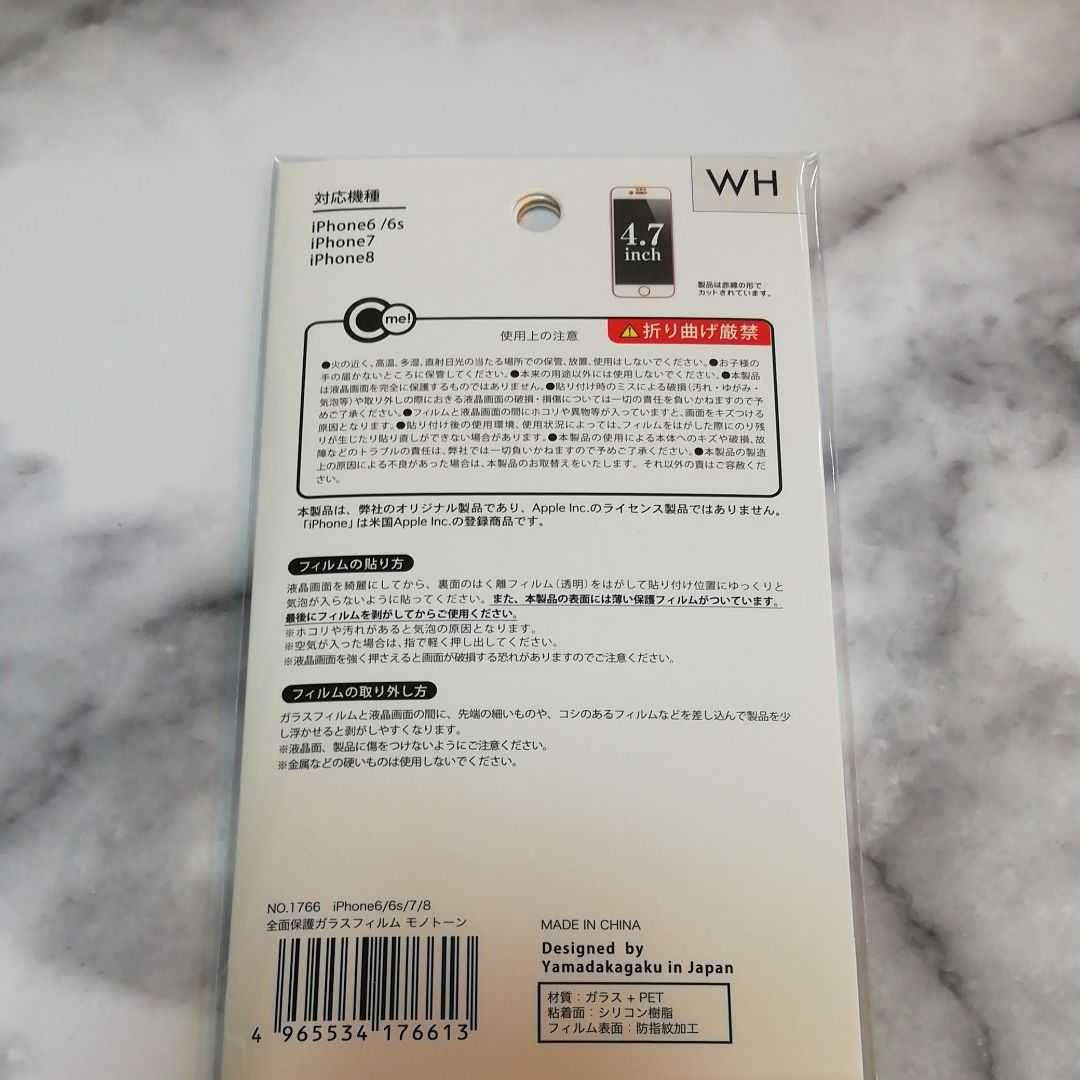 対応機種
iPhone6 /6s
iPhone7
iPhone8
4.7
inch
WH
製品は赤線の形で
カットされています。
C me!
使用上の注意
⚠折り曲げ厳禁
●火の近く、高温、多湿、直射日光の当たる場所での保管、放置、使用はしないでください。●お子様の
手の届かないところに保管してください。●本来の用途以外には使用しないでください。●本製品
は液晶画面を完全に保護するものではありません。●貼り付け時のミスによる破損(汚れ・ゆがみ・
気泡等)や取り外しの際におきる液晶画面の破損・損傷については一切の責任を負いかねますので予
めご了承ください。●フィルムと液晶画面の間にホコリや異物等が入っていますと、画面をキズつける
原因となります。●貼り付け後の使用環境、使用状況によっては、フィルムをはがした際にのり残
りが生じたり貼り直しができない場合があります。●本製品の使用による本体へのキズや破損、故
障などのトラブルの責任は、弊社では一切負いかねますので予めご了承ください。●本製品の製造
上の原因による不良があった場合は、本製品のお取替えをいたします。それ以外の責はご容赦くだ
さい。
本製品は、弊社のオリジナル製品であり、Apple Inc.のライセンス製品ではありません。
「iPhone」は米国Apple Inc.の登録商品です。
フィルムの貼り方
液晶画面を綺麗にしてから、裏面のはく離フィルム(透明)をはがして貼り付け位置にゆっくりと
気泡が入らないように貼ってください。また、本製品の表面には薄い保護フィルムがついています。
最後にフィルムを剥がしてからご使用ください。
※ホコリや汚れがあると気泡の原因となります。
※空気が入った場合は、指で軽く押し出してください。
※液晶画面を強く押さえると画面が破損する恐れがありますのでご注意ください。
フィルムの取り外し方
ガラスフィルムと液晶画面の間に、先端の細いものや、コシのあるフィルムなどを差し込んで製品を少
し浮かせると剥がしやすくなります。
※液晶面、製品に傷をつけないようにご注意ください。
※金属などの硬いものは使用しないでください。
NO.1766 iPhone6/6s/7/8
全面保護ガラスフィルム モノトーン
4 965534 176613
MADE IN CHINA
Designed by
Yamadakagaku in Japan
材質：ガラス + PET
粘着面：シリコン樹脂
フィルム表面：防指紋加工